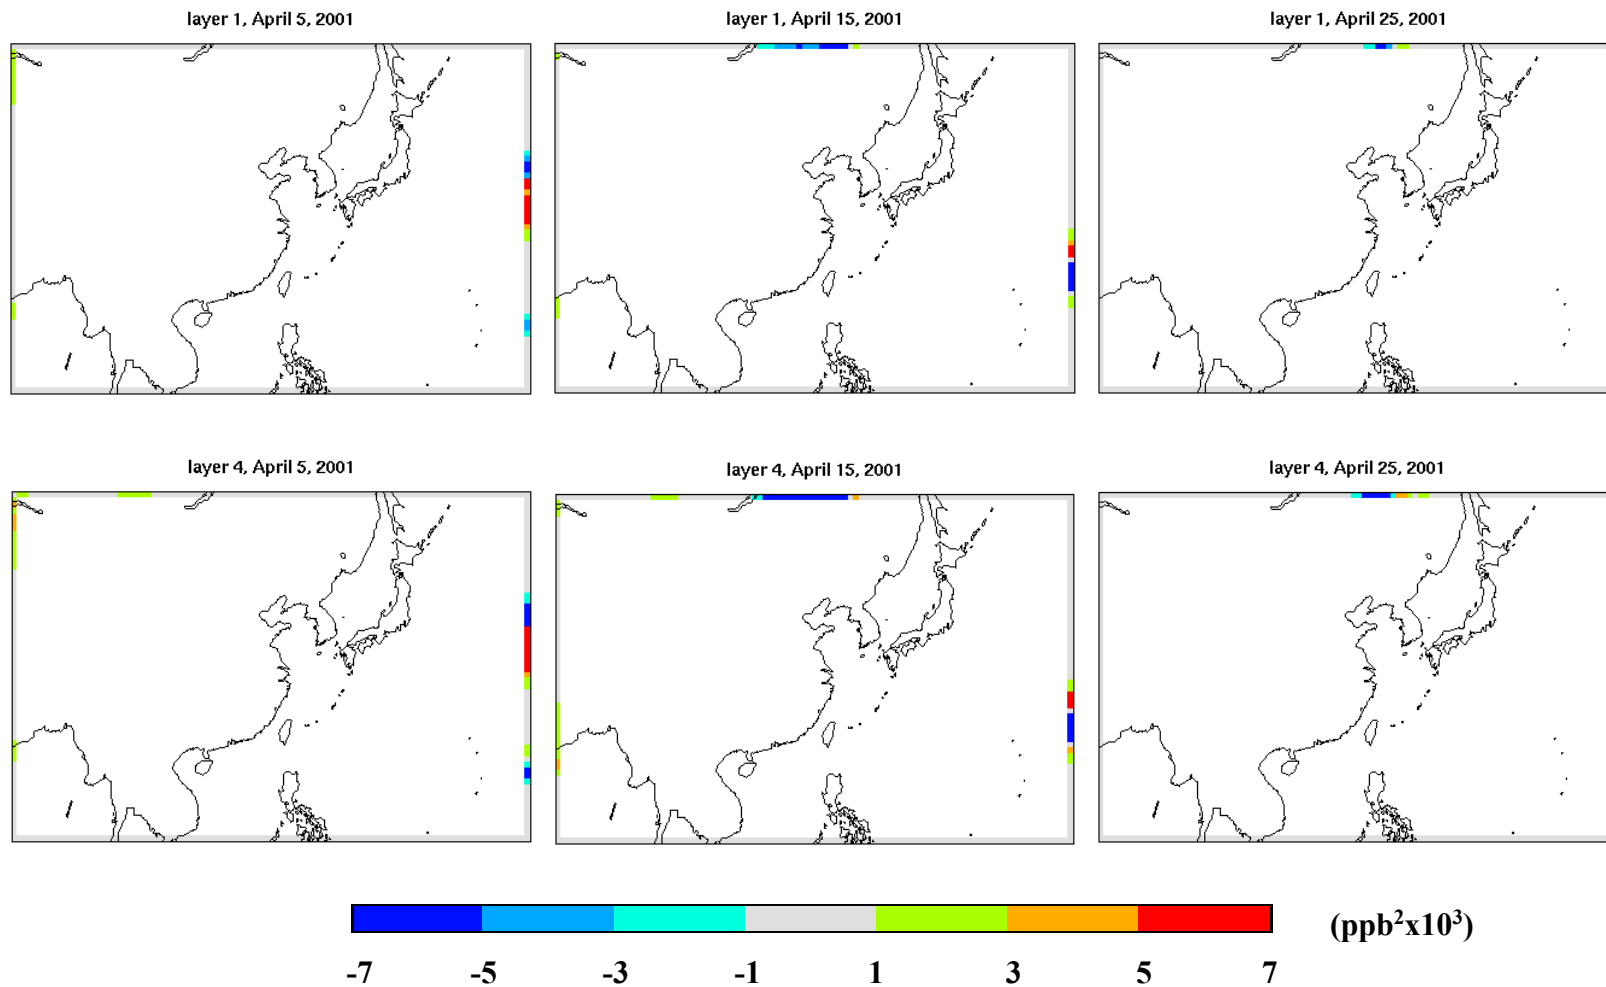 layer 1, April 5, 2001
layer 1, April 15, 2001
layer 1, April 25, 2001
layer 4, April 5, 2001
layer 4, April 15, 2001
layer 4, April 25, 2001
(ppb²x10³)
-7 -5 -3 -1 1 3 5 7